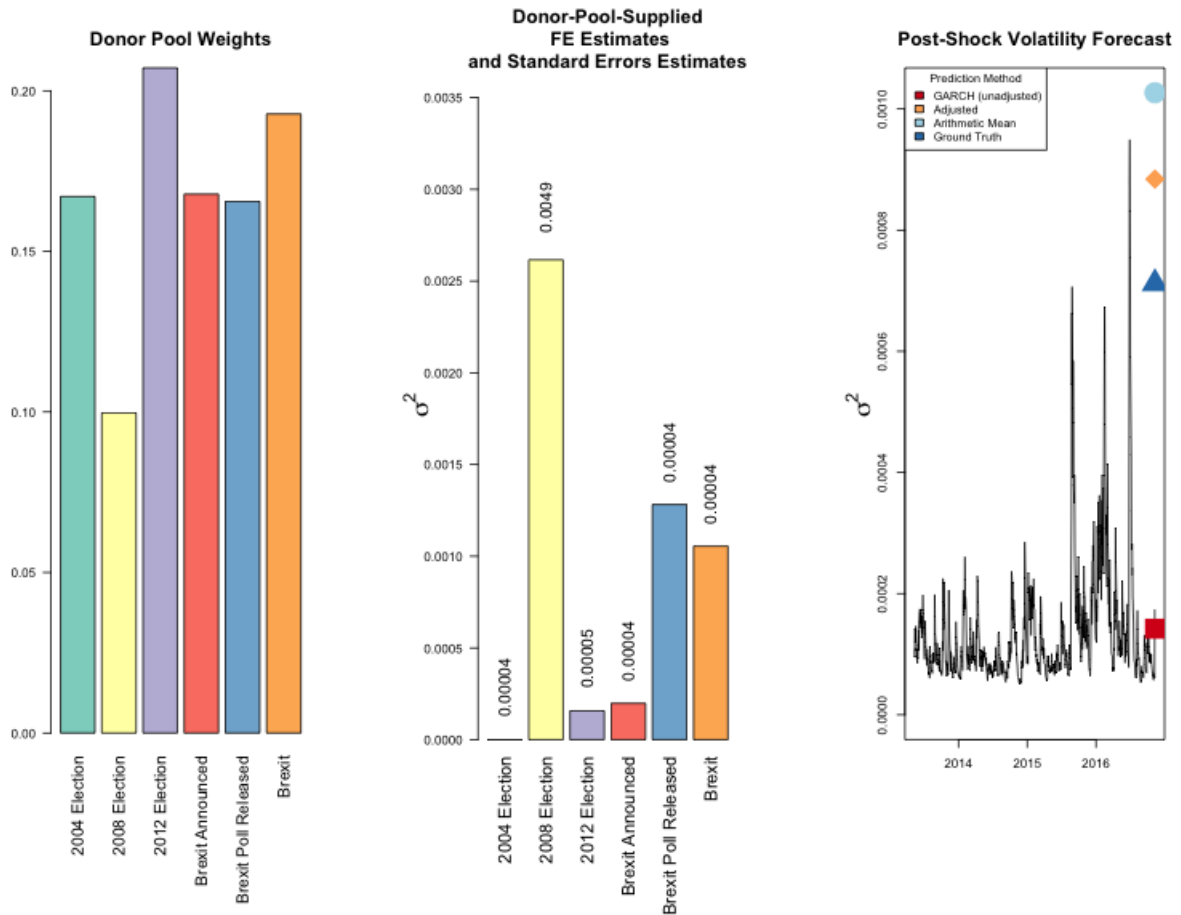 Donor Pool Weights
0.20
0.15
0.10
0.05
0.00
2004 Election
2008 Election
2012 Election
Brexit Announced
Brexit Poll Released
Brexit
Donor-Pool-Supplied
FE Estimates
and Standard Errors Estimates
σ2
0.0035
0.0030
0.0025
0.0020
0.0015
0.0010
0.0005
0.0000
0.00004
0.0049
0.00005
0.00004
0.00004
0.00004
2004 Election
2008 Election
2012 Election
Brexit Announced
Brexit Poll Released
Brexit
Post-Shock Volatility Forecast
Prediction Method
GARCH (unadjusted)
Adjusted
Arithmetic Mean
Ground Truth
σ2
0.0010
0.0008
0.0006
0.0004
0.0002
0.0000
2014
2015
2016